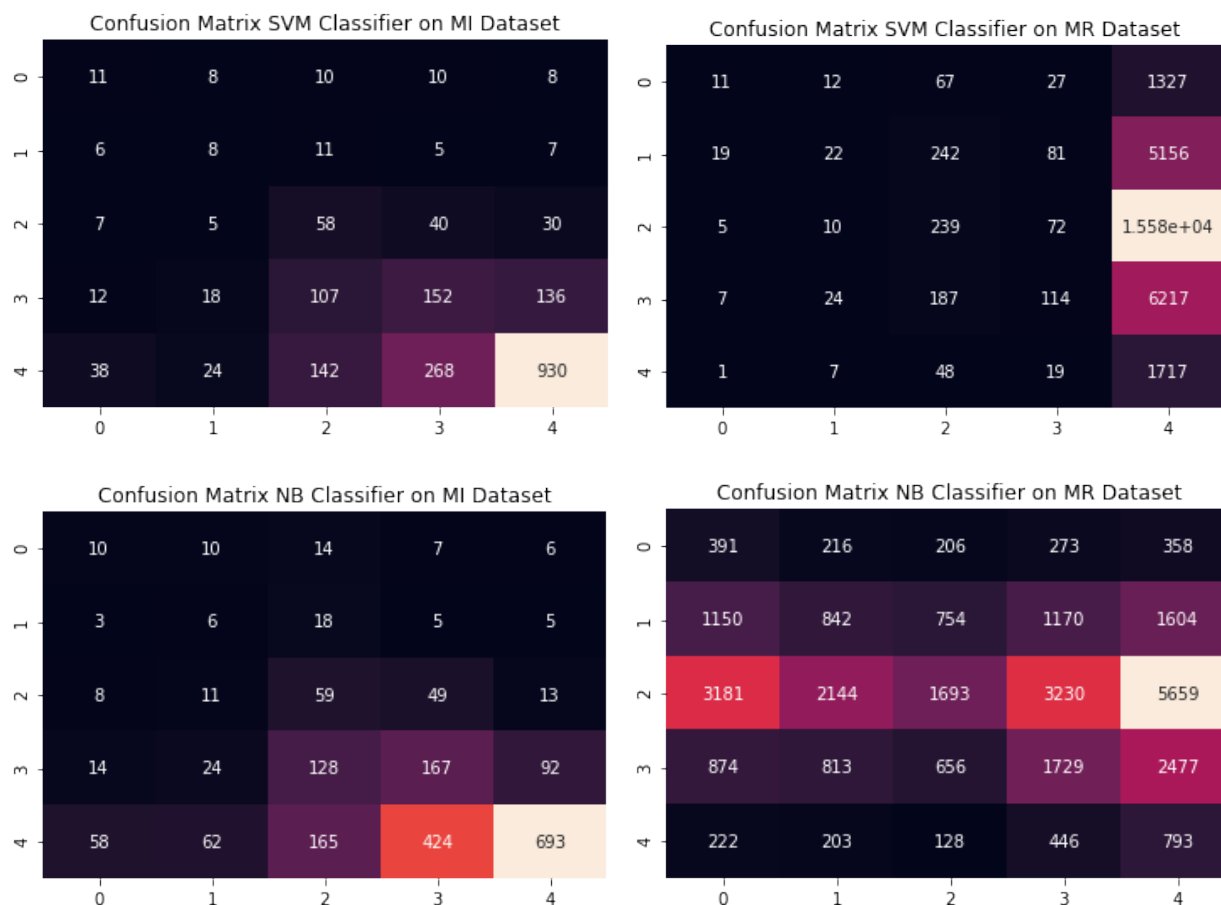 Confusion Matrix SVM Classifier on MI Dataset
0 11 8 10 10 8
1 6 8 11 5 7
2 7 5 58 40 30
3 12 18 107 152 136
4 38 24 142 268 930
0 1 2 3 4
Confusion Matrix SVM Classifier on MR Dataset
0 11 12 67 27 1327
1 19 22 242 81 5156
2 5 10 239 72 1.558e+04
3 7 24 187 114 6217
4 1 7 48 19 1717
0 1 2 3 4
Confusion Matrix NB Classifier on MI Dataset
0 10 10 14 7 6
1 3 6 18 5 5
2 8 11 59 49 13
3 14 24 128 167 92
4 58 62 165 424 693
0 1 2 3 4
Confusion Matrix NB Classifier on MR Dataset
0 391 216 206 273 358
1 1150 842 754 1170 1604
2 3181 2144 1693 3230 5659
3 874 813 656 1729 2477
4 222 203 128 446 793
0 1 2 3 4